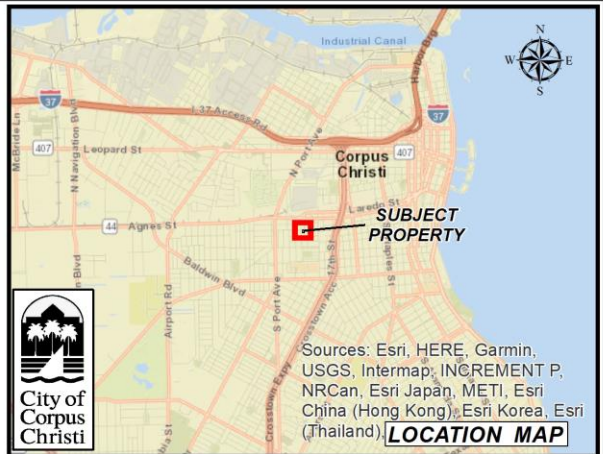 Industrial Canal
Harbor Brg
N
W E
S
37
I 37 Access Rd
37
McBride Ln
N Navigation Blvd
407
Leopard St
N Port Ave
Corpus
Christi
407
Laredo St
44
Agnes St
SUBJECT
PROPERTY
Baldwin Blvd
Airport Rd
S Port Ave
Crosstown Acc
17th St
S Staples St
Blvd
Crosstown Expy
bia St
City of
Corpus
Christi
Sources: Esri, HERE, Garmin,
USGS, Intermap, INCREMENT P,
NRCan, Esri Japan, METI, Esri
China (Hong Kong), Esri Korea, Esri
(Thailand),
LOCATION MAP